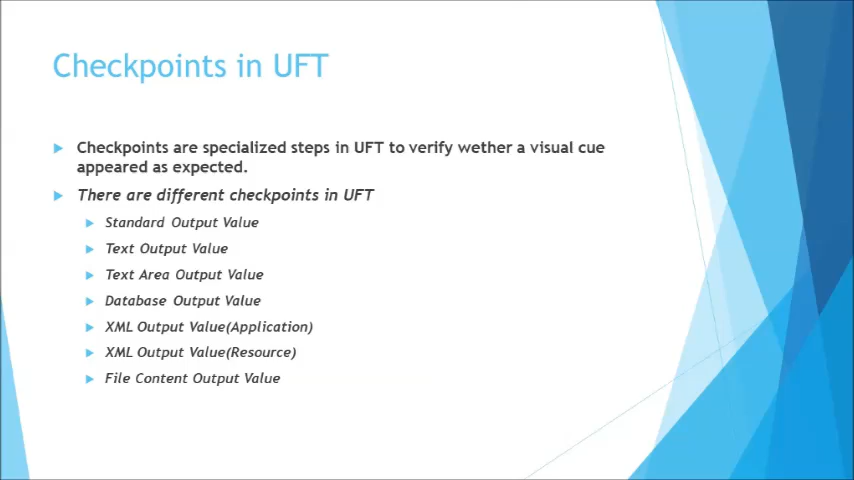 Checkpoints in UFT
Checkpoints are specialized steps in UFT to verify wether a visual cue
appeared as expected.
There are different checkpoints in UFT
Standard Output Value
Text Output Value
Text Area Output Value
Database Output Value
XML Output Value(Application)
XML Output Value(Resource)
File Content Output Value